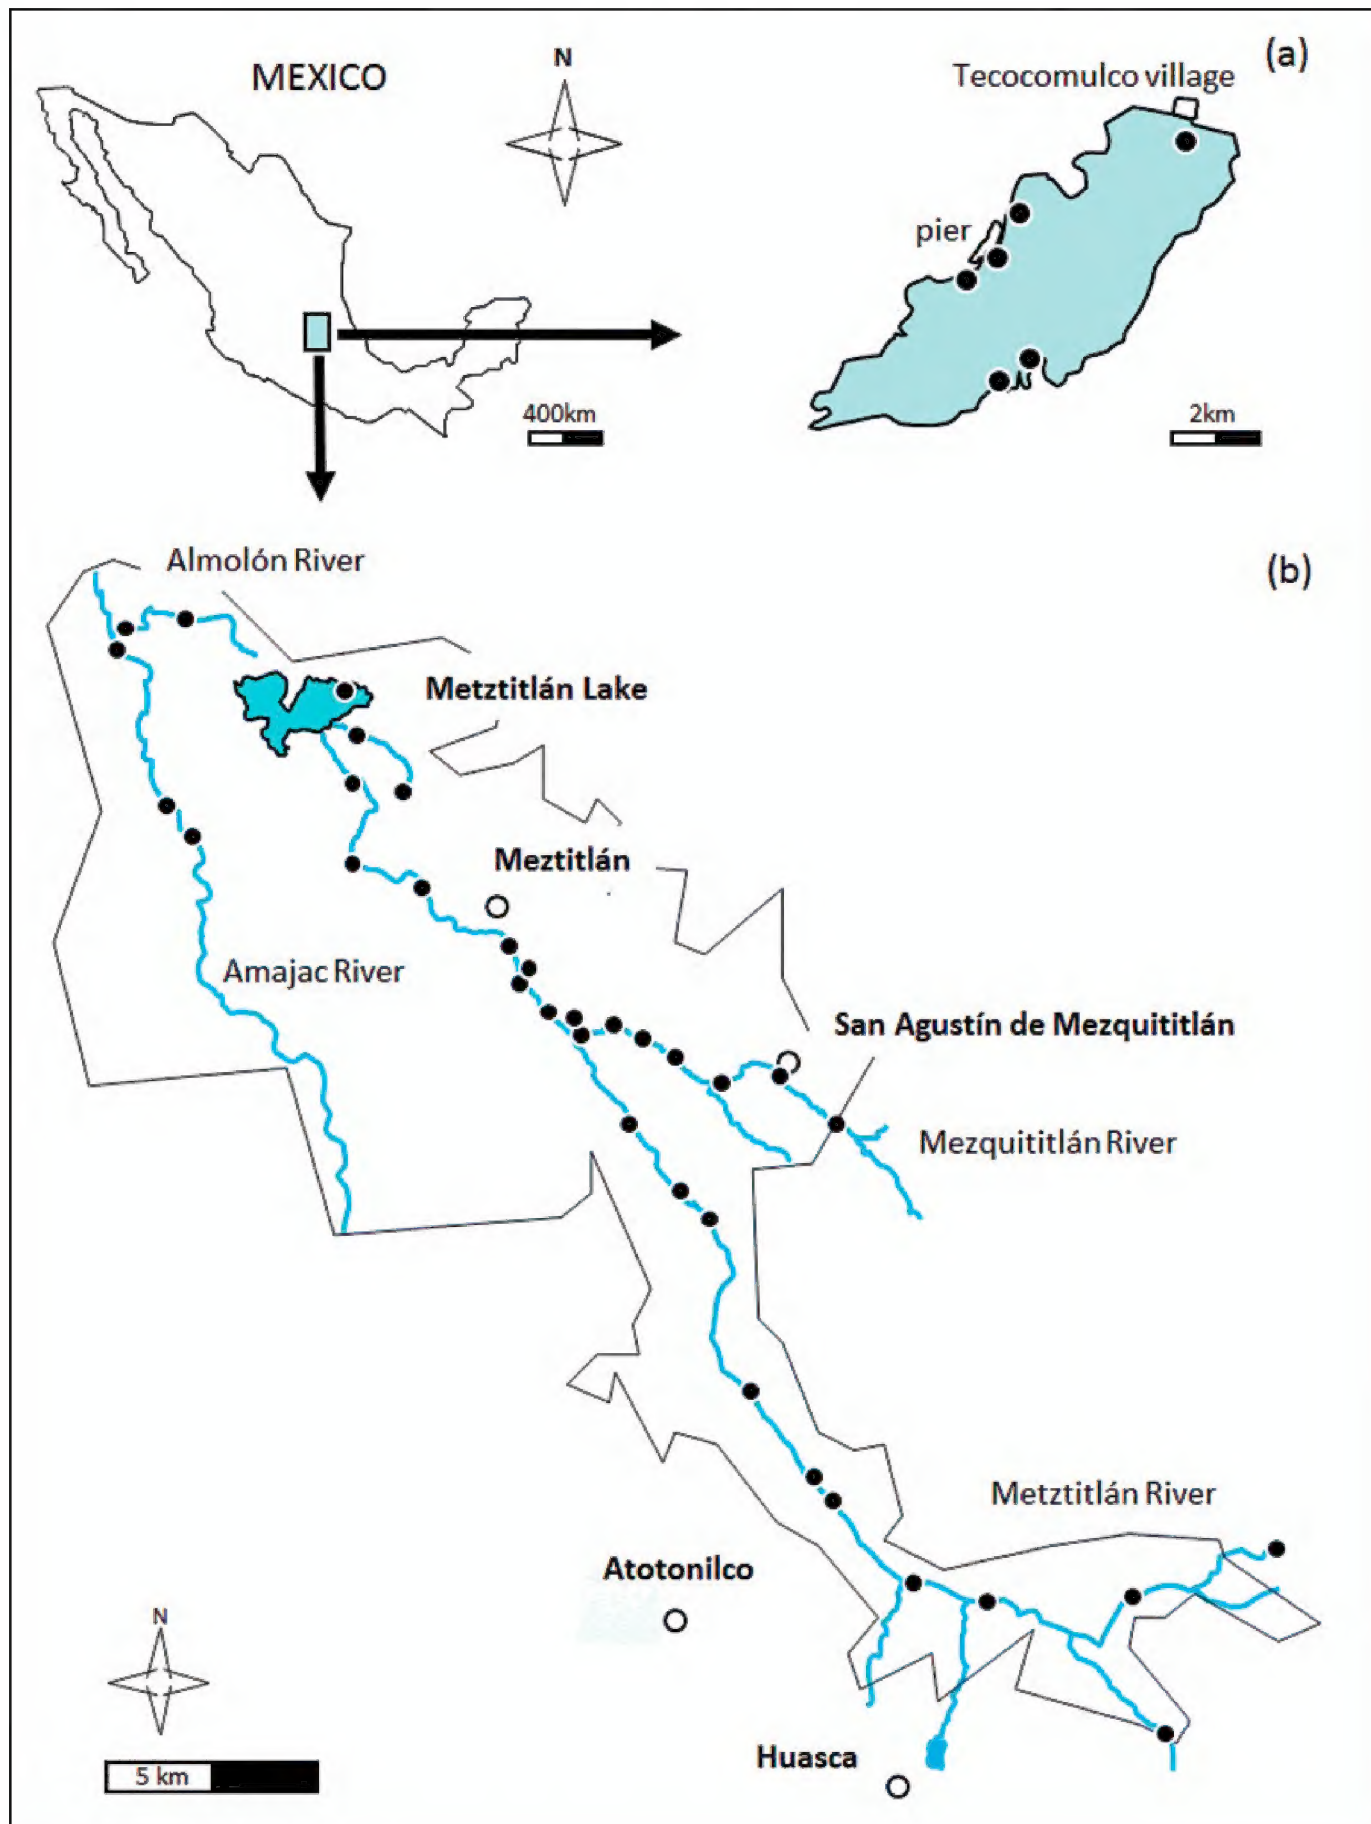 MEXICO
N
(a)
Tecocomulco village
pier
400km
2km
Almolón River
(b)
Metztitlán Lake
Meztitlán
Amajac River
San Agustín de Mezquititlán
Mezquititlán River
Metztitlán River
Atotonilco
N
Huasca
5 km